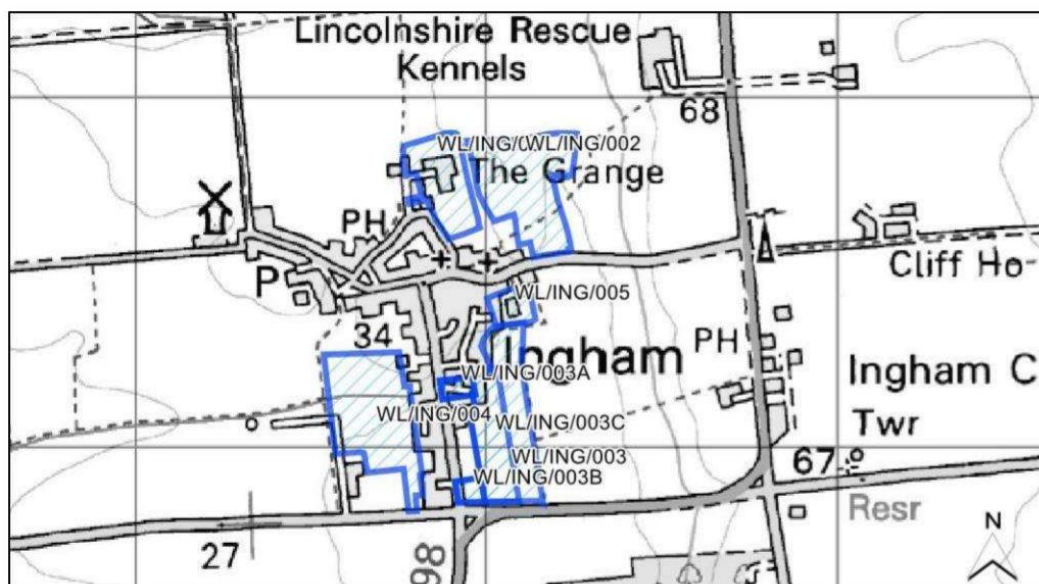 Lincolnshire Rescue
Kennels
68
WL/ING/002
The Grange
PH
Cliff Ho
P
WL/ING/005
34
Ingham
PH
WL/ING/003A
Ingham C
WL/ING/004
WL/ING/003C
Twr
WL/ING/003
67
WL/ING/003B
Resr
N
27
98